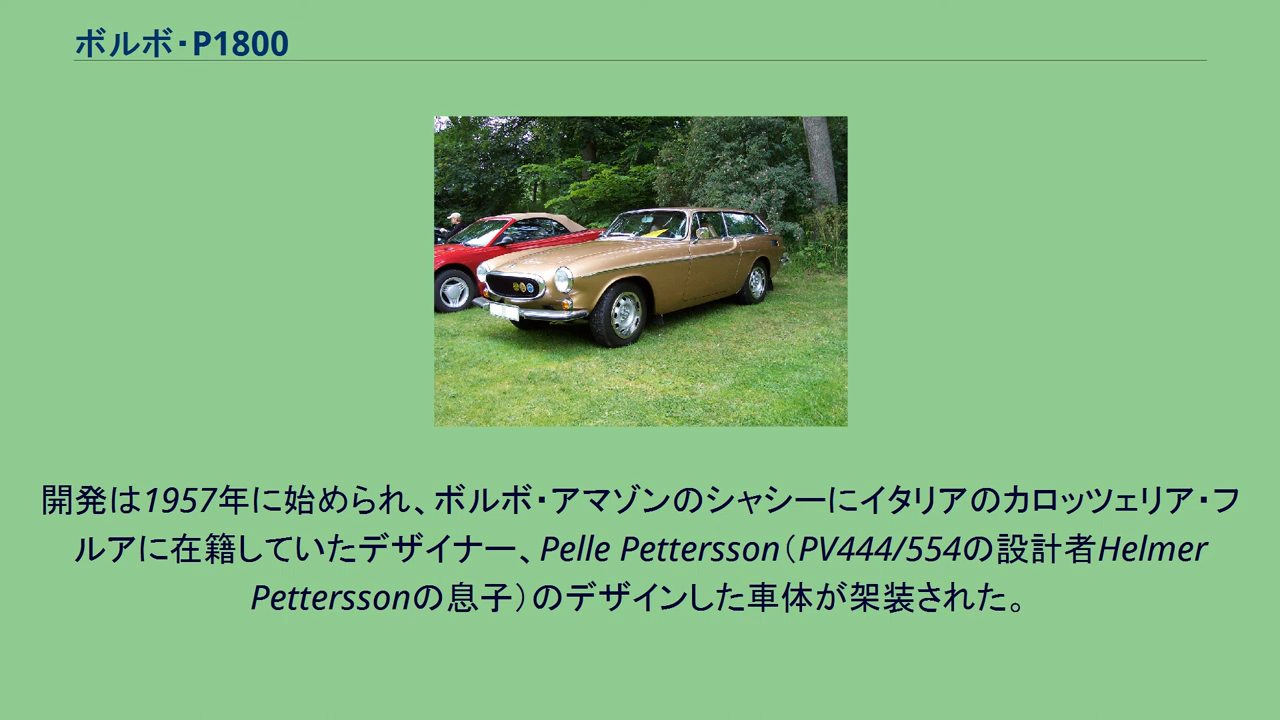 ボルボ・P1800
開発は1957年に始められ、ボルボ・アマゾンのシャシーにイタリアのカロッツェリア・フ
ルアに在籍していたデザイナー、Pelle Pettersson（PV444/554の設計者Helmer
Petterssonの息子）のデザインした車体が架装された。